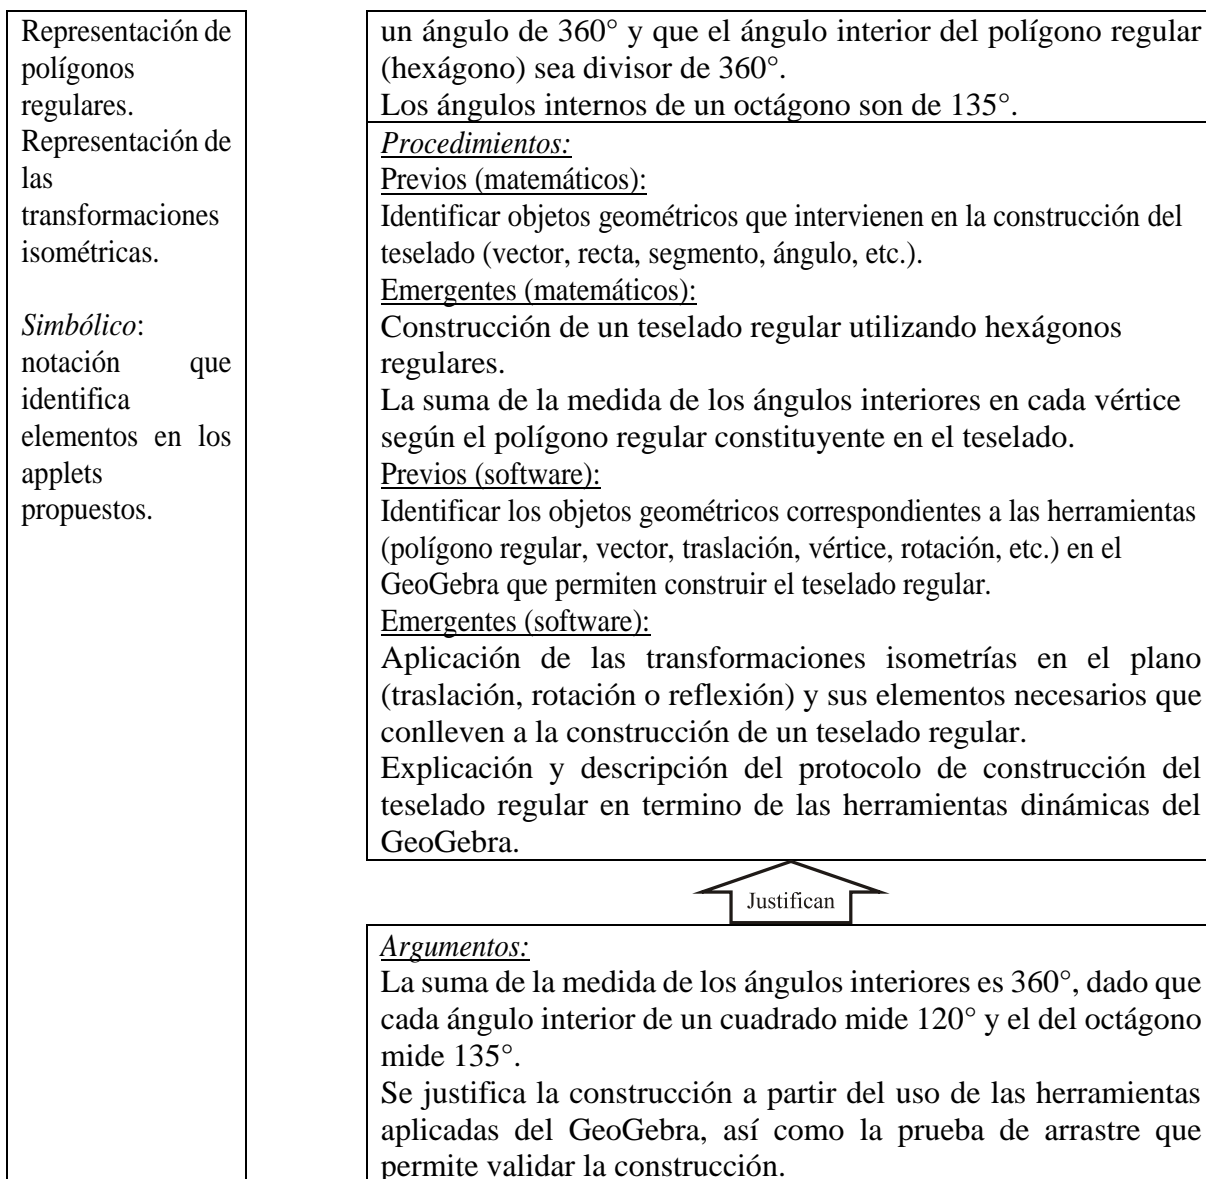 Representación de
polígonos
regulares.
Representación de
las
transformaciones
isométricas.
Simbólico:
notación que
identifica
elementos en los
applets
propuestos.
un ángulo de 360° y que el ángulo interior del polígono regular
(hexágono) sea divisor de 360°.
Los ángulos internos de un octágono son de 135°.
Procedimientos:
Previos (matemáticos):
Identificar objetos geométricos que intervienen en la construcción del
teselado (vector, recta, segmento, ángulo, etc.).
Emergentes (matemáticos):
Construcción de un teselado regular utilizando hexágonos
regulares.
La suma de la medida de los ángulos interiores en cada vértice
según el polígono regular constituyente en el teselado.
Previos (software):
Identificar los objetos geométricos correspondientes a las herramientas
(polígono regular, vector, traslación, vértice, rotación, etc.) en el
GeoGebra que permiten construir el teselado regular.
Emergentes (software):
Aplicación de las transformaciones isometrías en el plano
(traslación, rotación o reflexión) y sus elementos necesarios que
conlleven a la construcción de un teselado regular.
Explicación y descripción del protocolo de construcción del
teselado regular en termino de las herramientas dinámicas del
GeoGebra.
Justifican
Argumentos:
La suma de la medida de los ángulos interiores es 360°, dado que
cada ángulo interior de un cuadrado mide 120° y el del octágono
mide 135°.
Se justifica la construcción a partir del uso de las herramientas
aplicadas del GeoGebra, así como la prueba de arrastre que
permite validar la construcción.